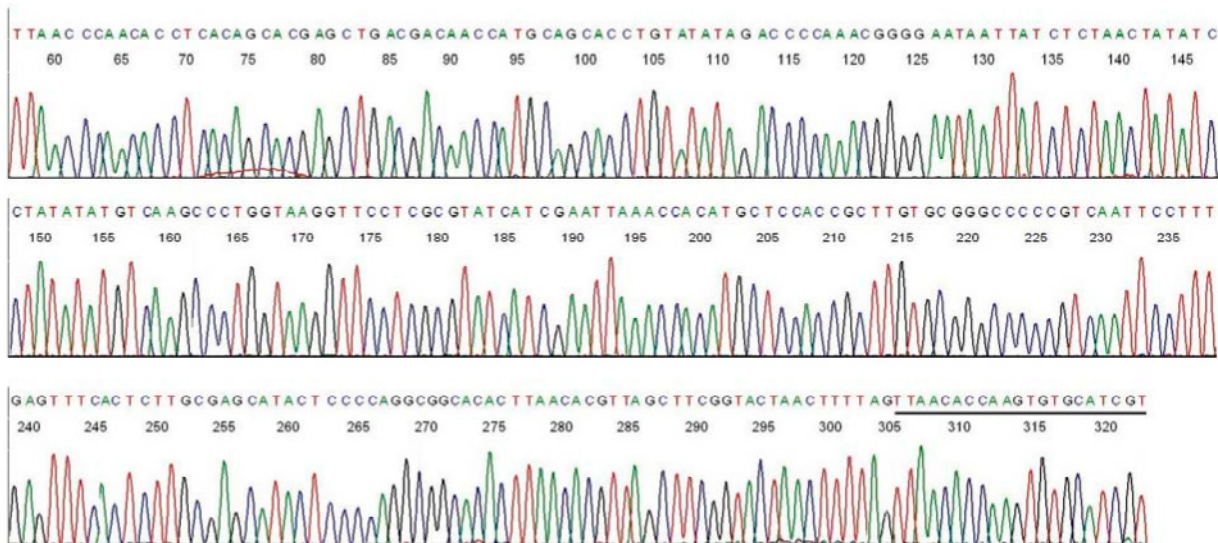 TTAACCCAACACCTCACAGCACGAGCTGACGACAACCATGCAGCACCTGTATATAGACCCCAAACGGGGAATAATTATCTCTAACTATATC
60 65 70 75 80 85 90 95 100 105 110 115 120 125 130 135 140 145
CTATATATGTCAAGCCCTGGTAAGGTTCCTCGCGTATCATCGAATTAAACCACATGCTCCACCGCTTGTGCGGGCCCCCGTCAATTCCTTT
150 155 160 165 170 175 180 185 190 195 200 205 210 215 220 225 230 235
GAGTTTCACTCTTGCGAGCATACTCCCCAGGCGGCACACTTAACACGTTAGCTTCGGTACTAACTTTTAGTTAACACCAAGTGTGCATCGT
240 245 250 255 260 265 270 275 280 285 290 295 300 305 310 315 320